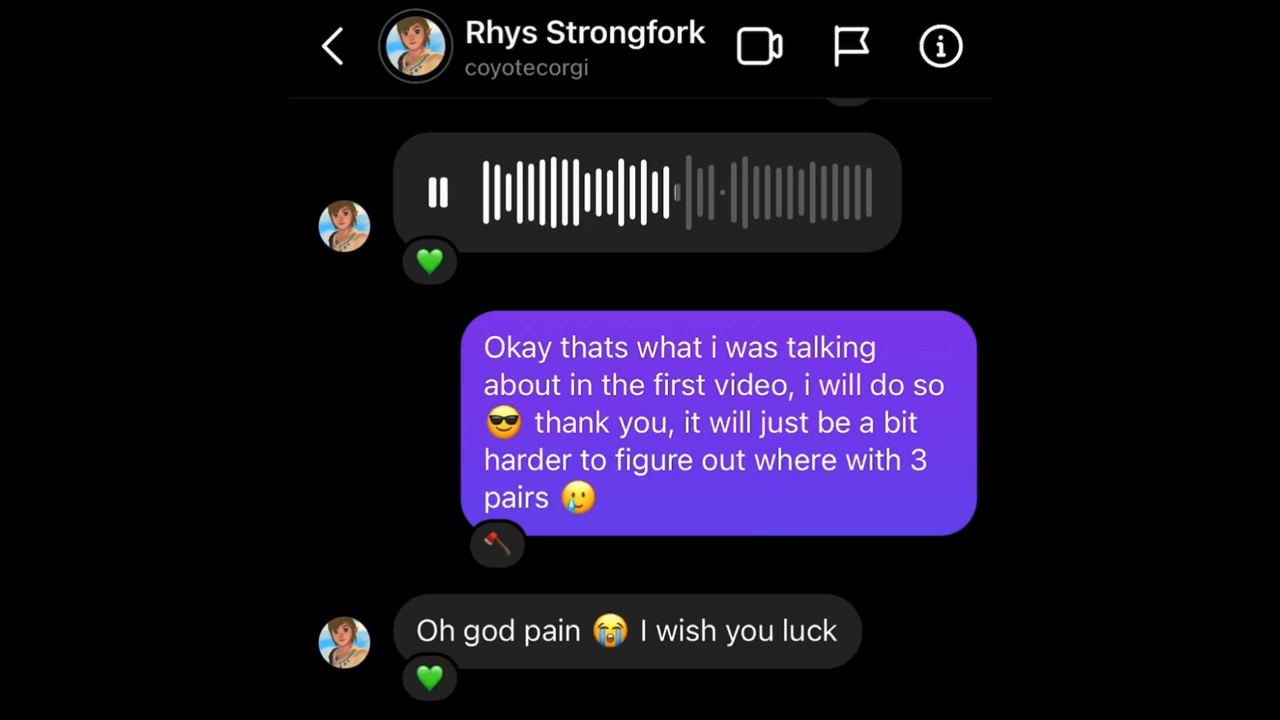 Rhys Strongfork
coyotecorgi
Okay thats what i was talking
about in the first video, i will do so
😎 thank you, it will just be a bit
harder to figure out where with 3
pairs 🥲
Oh god pain 😭 I wish you luck